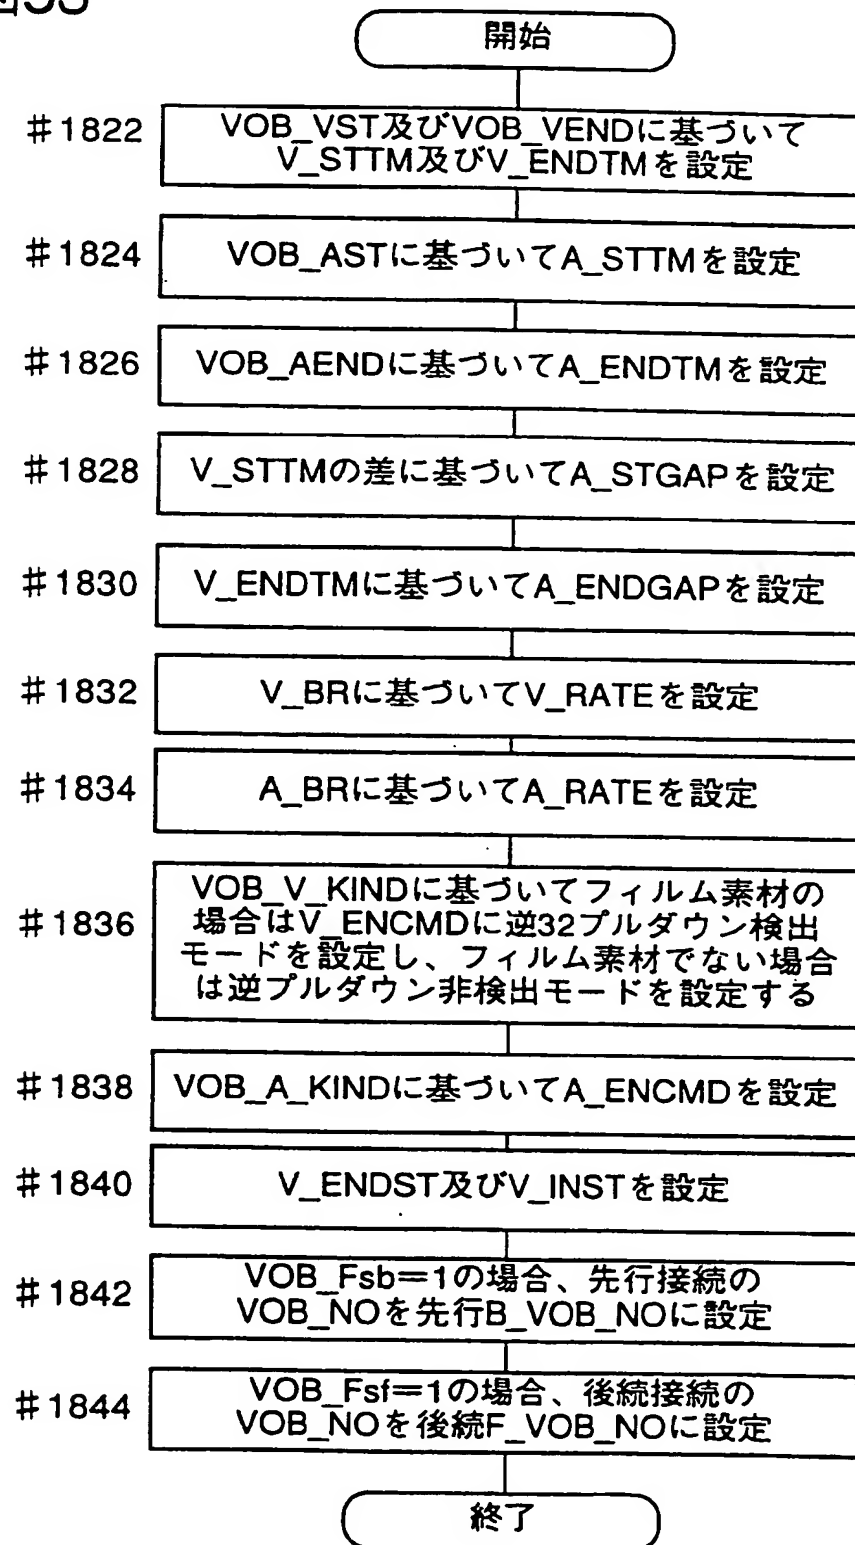 開始
#1822
VOB_VST及びVOB_VENDに基づいて
V_STTM及びV_ENDTMを設定
#1824
VOB_ASTに基づいてA_STTMを設定
#1826
VOB_AENDに基づいてA_ENDTMを設定
#1828
V_STTMの差に基づいてA_STGAPを設定
#1830
V_ENDTMに基づいてA_ENDGAPを設定
#1832
V_BRに基づいてV_RATEを設定
#1834
A_BRに基づいてA_RATEを設定
#1836
VOB_V_KINDに基づいてフィルム素材の
場合はV_ENCMDに逆32プルダウン検出
モードを設定し、フィルム素材でない場合
は逆プルダウン非検出モードを設定する
#1838
VOB_A_KINDに基づいてA_ENCMDを設定
#1840
V_ENDST及びV_INSTを設定
#1842
VOB_Fsb=1の場合、先行接続の
VOB_NOを先行B_VOB_NOに設定
#1844
VOB_Fsf=1の場合、後続接続の
VOB_NOを後続F_VOB_NOに設定
終了